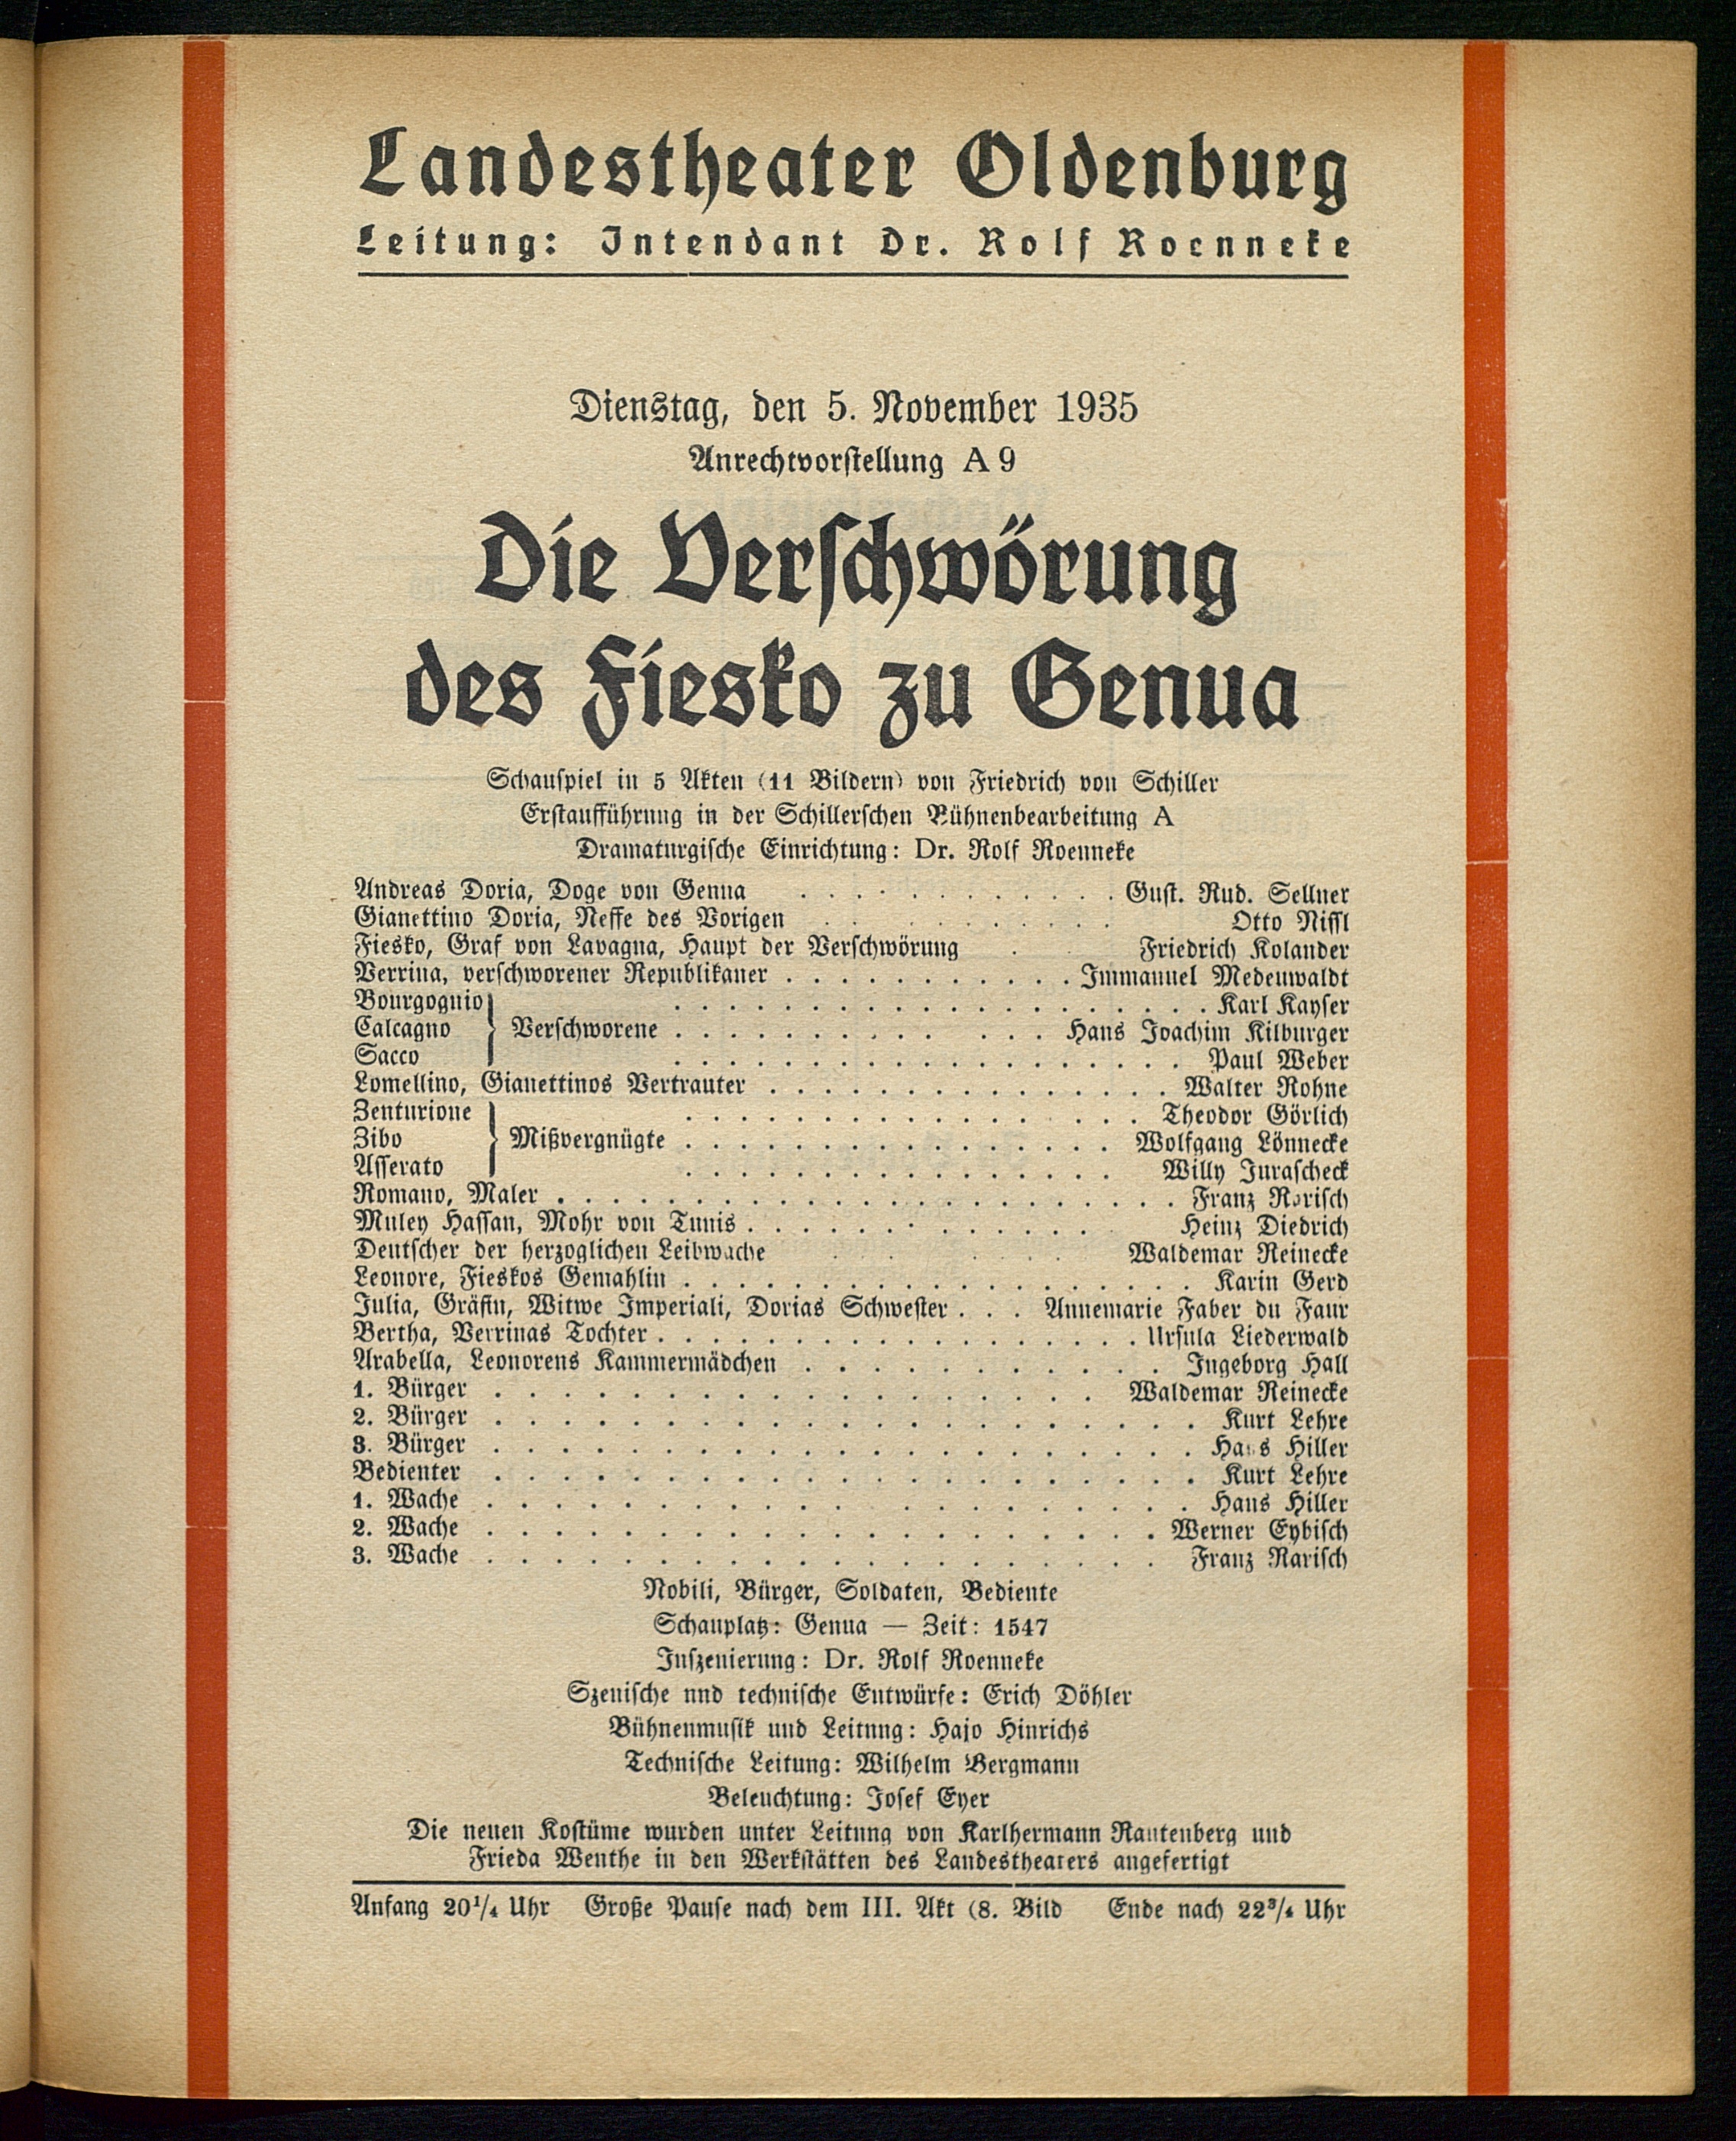 Landestheater Oldenburg
Leitung: Intendant Dr. Rolf Roenneke
Dienstag, den 5. November 1935
Anrechtvorstellung A 9
Die Verschwörung
des Fiesko zu Genua
Schauspiel in 5 Akten (11 Bildern) von Friedrich von Schiller
Erstaufführung in der Schillerschen Bühnenbearbeitung A
Dramaturgische Einrichtung: Dr. Rolf Roenneke
Andreas Doria, Doge von Genua . . . . . . . . . . . . Gust. Rud. Sellner
Gianettino Doria, Neffe des Vorigen . . . . . . . . . . Otto Niffl
Fiesko, Graf von Lavagna, Haupt der Verschwörung . Friedrich Kolander
Verrina, verschworener Republikaner . . . . . . . . . . . Immanuel Medenwaldt
Bourgognio . . . . . . . . . . . . . . . . . . Karl Kayser
Calcagno } Verschworene . . . . . . . . . . . . . Hans Joachim Kilburger
Sacco . . . . . . . . . . . . . . . . . Paul Weber
Lomellino, Gianettinos Vertrauter . . . . . . . . . . . . . . . Walter Rohne
Zenturione . . . . . . . . . . . . . . . . Theodor Görlich
Zibo } Mißvergnügte . . . . . . . . . . . . . . . . Wolfgang Lönnecke
Asserato . . . . . . . . . . . . . . . . Willy Jurascheck
Romano, Maler . . . . . . . . . . . . . . . . . . . . . . . Franz Rarisch
Muley Hassan, Mohr von Tunis . . . . . . . . . . . . . Heinz Diedrich
Deutscher der herzoglichen Leibwache . . . . Waldemar Reinecke
Leonore, Fieskos Gemahlin . . . . . . . . . . . . . . . . . . . Karin Gerd
Julia, Gräfin, Witwe Imperiali, Dorias Schwester . . . Annemarie Faber du Faur
Bertha, Verrinas Tochter . . . . . . . . . . . . . . . . . . Ursula Liederwald
Arabella, Leonorens Kammermädchen . . . . . . . . . . . Ingeborg Hall
1. Bürger . . . . . . . . . . . . . . . . . . Waldemar Reinecke
2. Bürger . . . . . . . . . . . . . . . . . . . . . Kurt Lehre
3. Bürger . . . . . . . . . . . . . . . . . . . . . Hans Hiller
Bedienter . . . . . . . . . . . . . . . . . . . . . Kurt Lehre
1. Wache . . . . . . . . . . . . . . . . . . . . Hans Hiller
2. Wache . . . . . . . . . . . . . . . . . . . . Werner Eybisch
3. Wache . . . . . . . . . . . . . . . . . . . . Franz Rarisch
Nobili, Bürger, Soldaten, Bediente
Schauplatz: Genua — Zeit: 1547
Inszenierung: Dr. Rolf Roenneke
Szenische und technische Entwürfe: Erich Döhler
Bühnenmusik und Leitung: Hajo Hinrichs
Technische Leitung: Wilhelm Bergmann
Beleuchtung: Josef Eyer
Die neuen Kostüme wurden unter Leitung von Karlhermann Rautenberg und
Frieda Wenthe in den Werkstätten des Landestheaters angefertigt
Anfang 20¼ Uhr Große Pause nach dem III. Akt (8. Bild Ende nach 22¾ Uhr